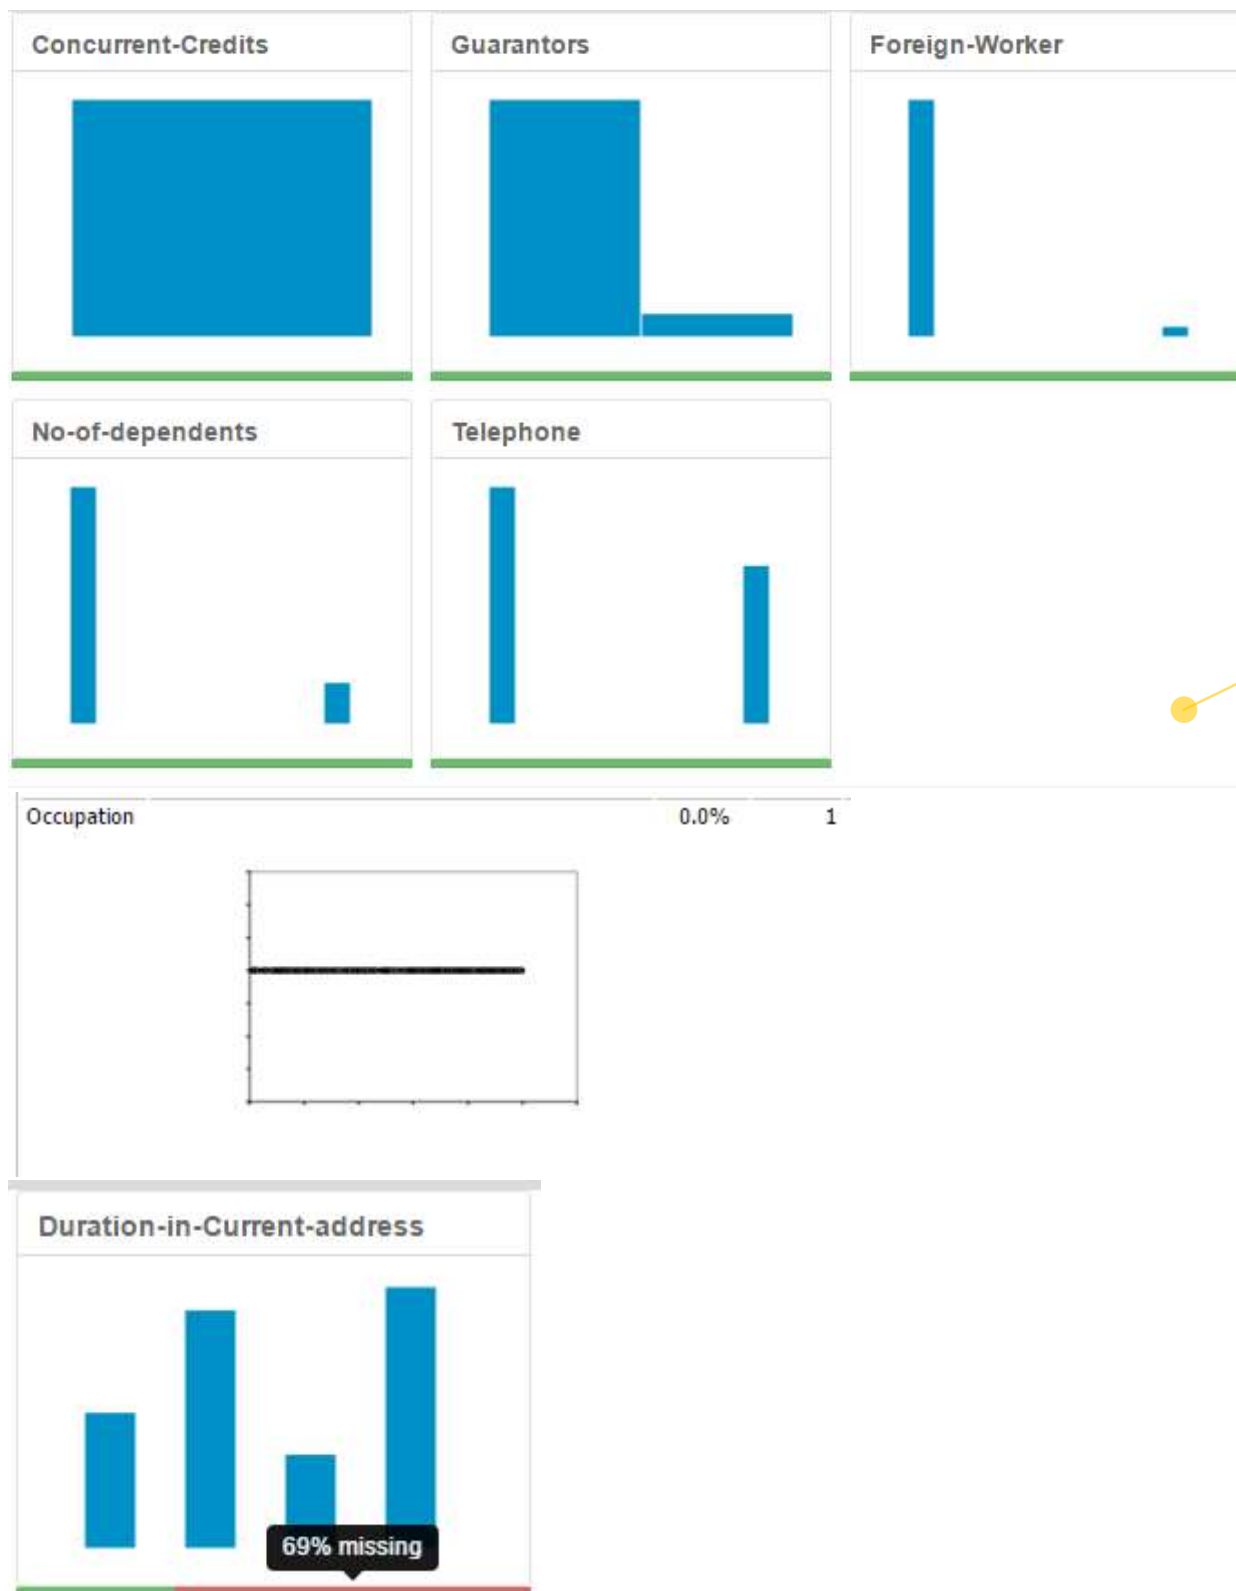 Concurrent-Credits
Guarantors
Foreign-Worker
No-of-dependents
Telephone
Occupation 0.0% 1
Duration-in-Current-address
69% missing